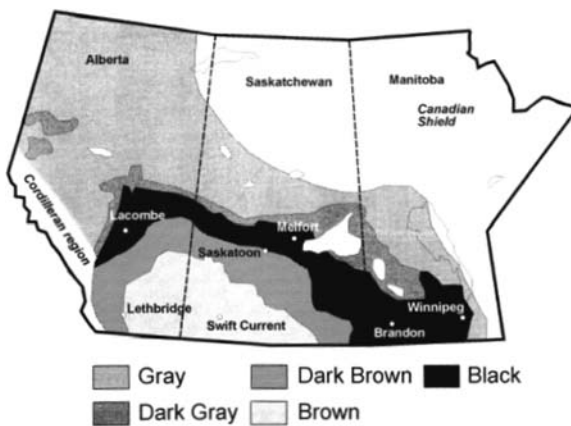 Alberta
Saskatchewan
Manitoba
Canadian
Shield
Cordilleran region
Lacombe
Melfort
Saskatoon
Lethbridge
Swift Current
Winnipeg
Brandon
Gray
Dark Brown
Black
Dark Gray
Brown